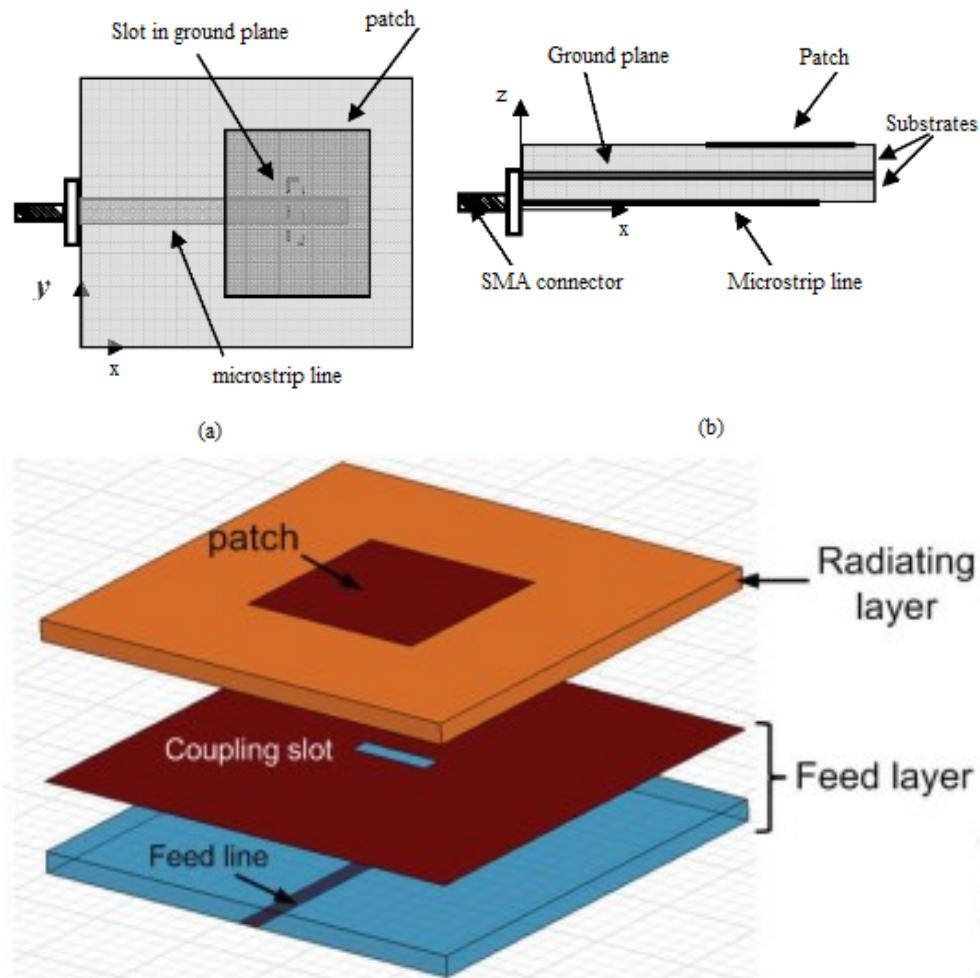 Slot in ground plane
patch
y
x
microstrip line
(a)
Ground plane
Patch
z
Substrates
x
SMA connector
Microstrip line
(b)
patch
Radiating
layer
Coupling slot
Feed layer
Feed line